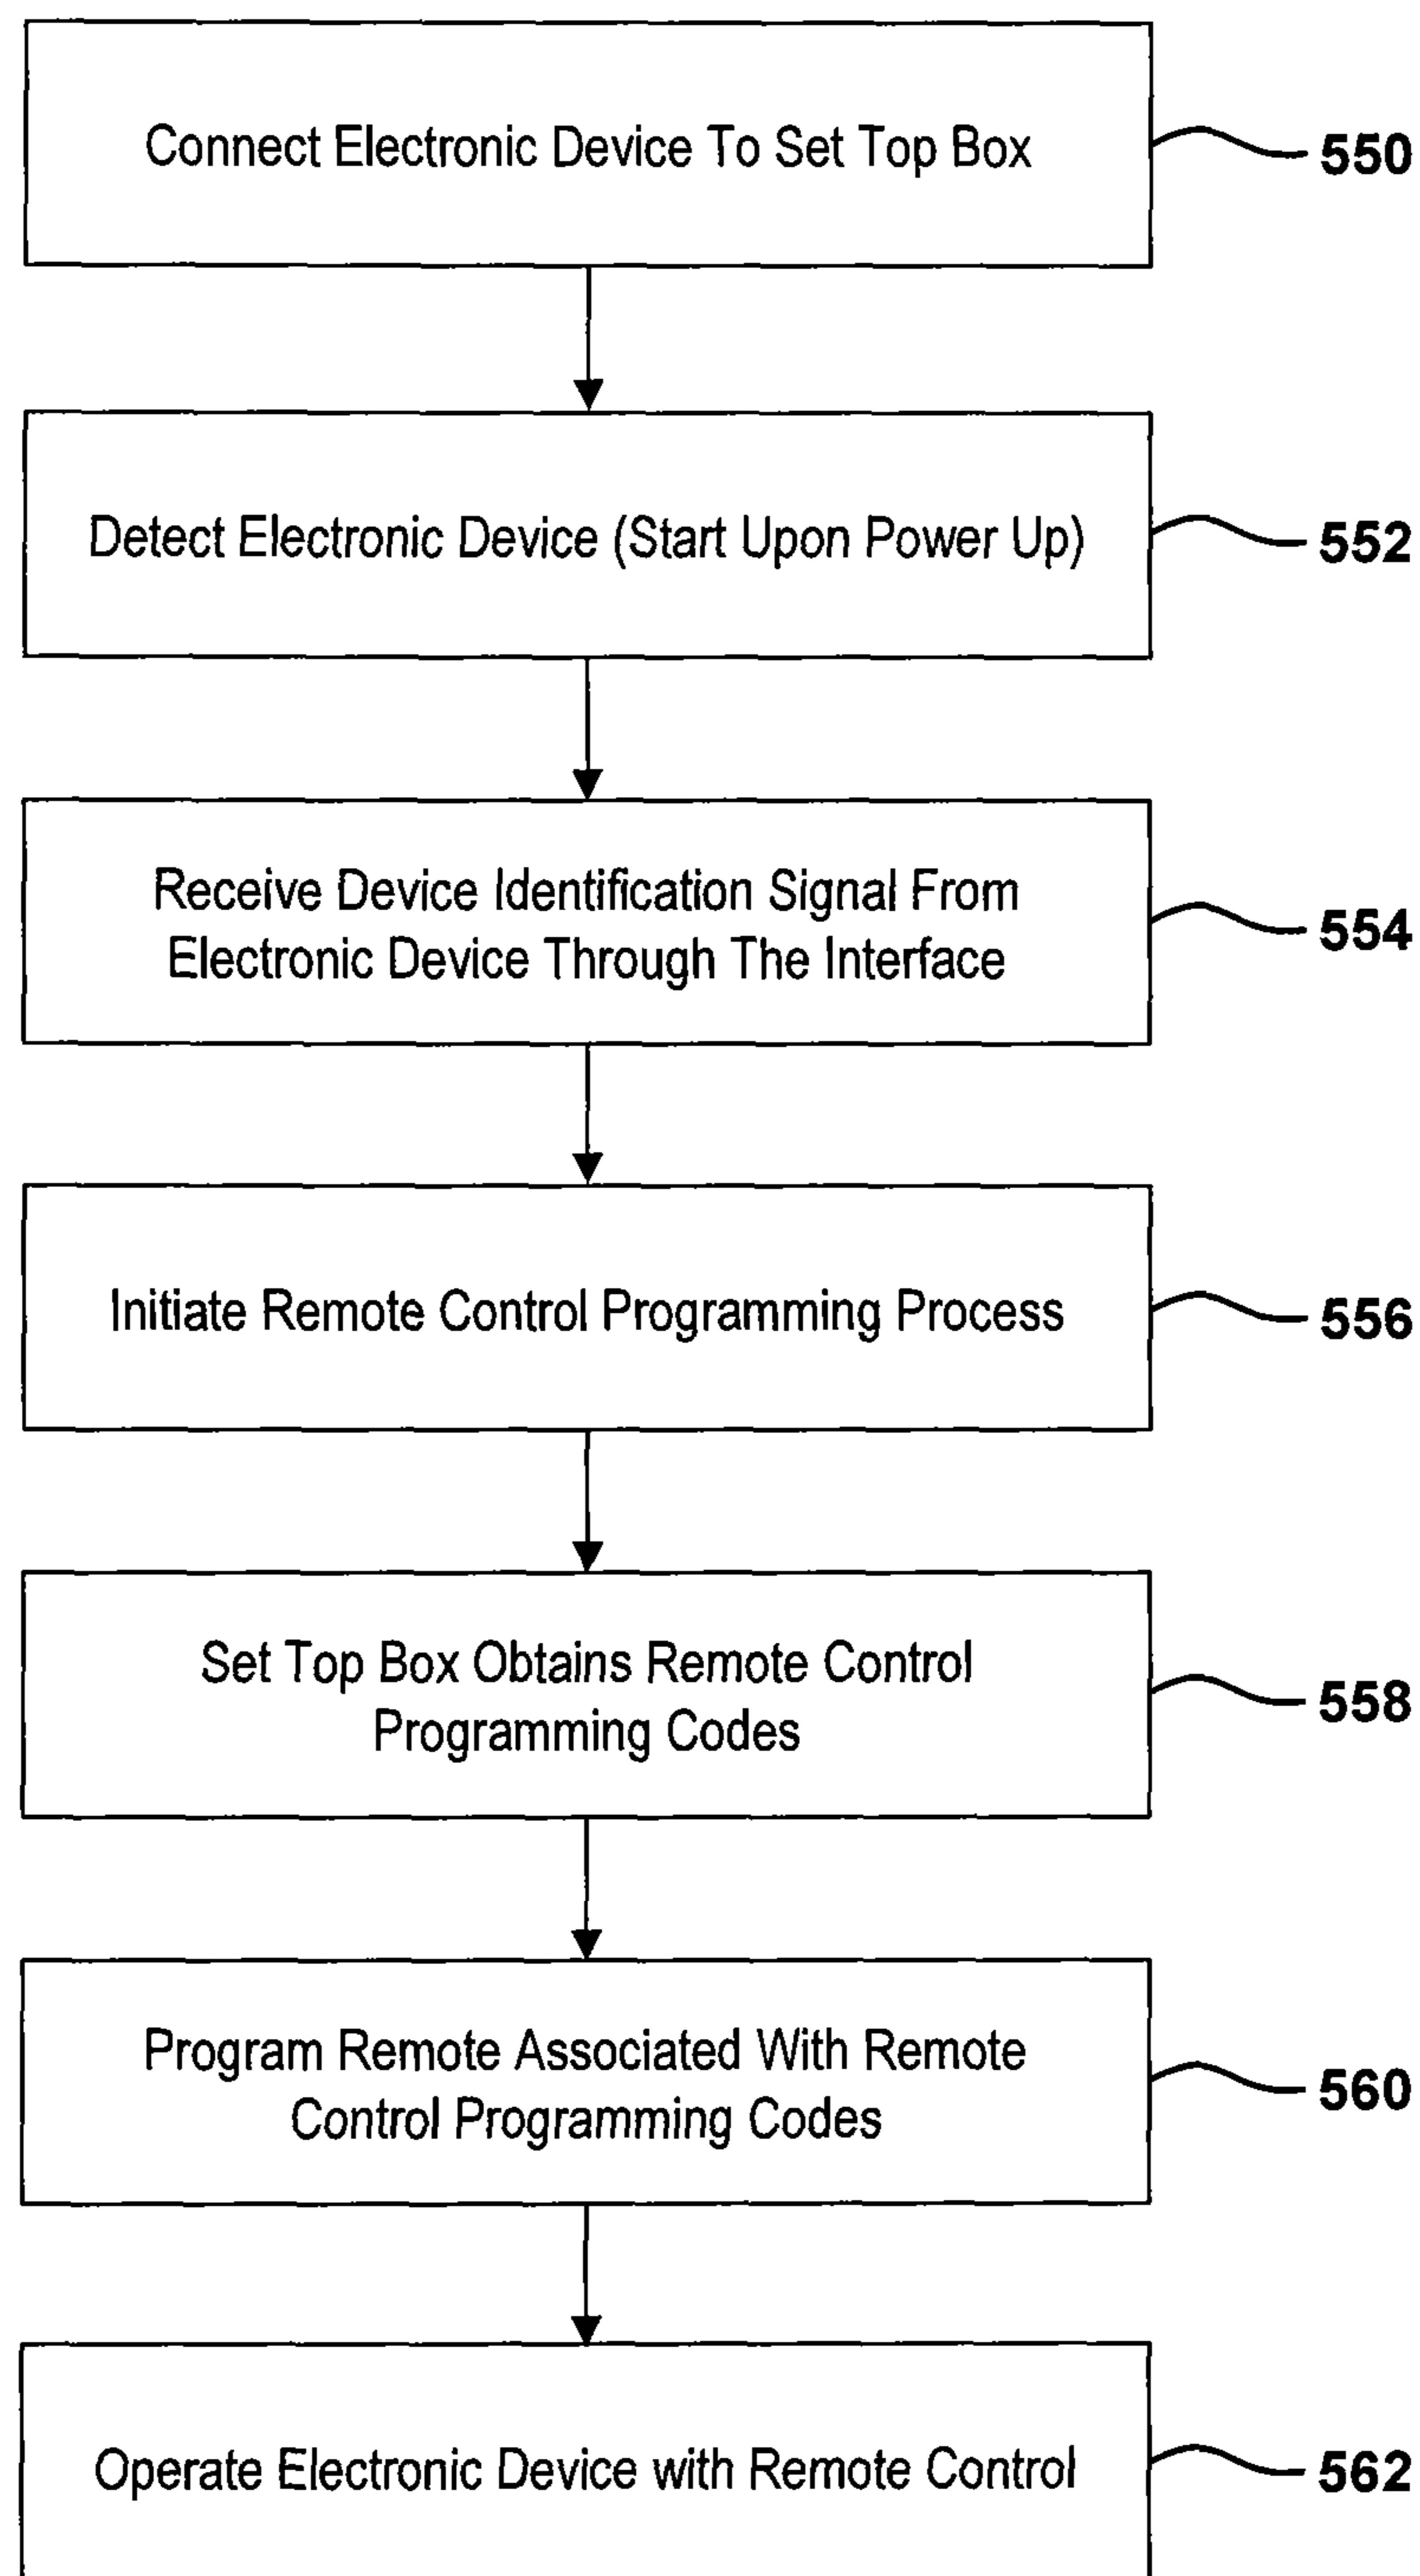 Connect Electronic Device To Set Top Box
550
Detect Electronic Device (Start Upon Power Up)
552
Receive Device Identification Signal From
Electronic Device Through The Interface
554
Initiate Remote Control Programming Process
556
Set Top Box Obtains Remote Control
Programming Codes
558
Program Remote Associated With Remote
Control Programming Codes
560
Operate Electronic Device with Remote Control
562